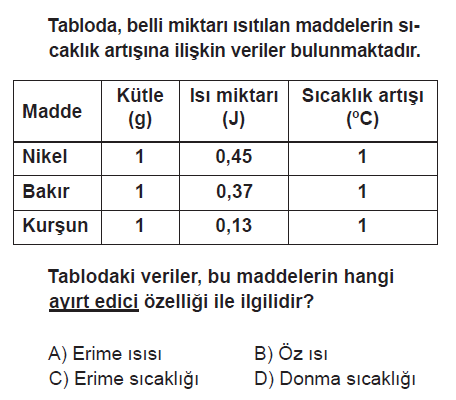 Tabloda, belli miktarı ısıtılan maddelerin sı-
caklık artışına ilişkin veriler bulunmaktadır.
Madde Kütle (g) Isı miktarı (J) Sıcaklık artışı (ºC)
Nikel 1 0,45 1
Bakır 1 0,37 1
Kurşun 1 0,13 1
Tablodaki veriler, bu maddelerin hangi
ayırt edici özelliği ile ilgilidir?
A) Erime ısısı B) Öz ısı
C) Erime sıcaklığı D) Donma sıcaklığı